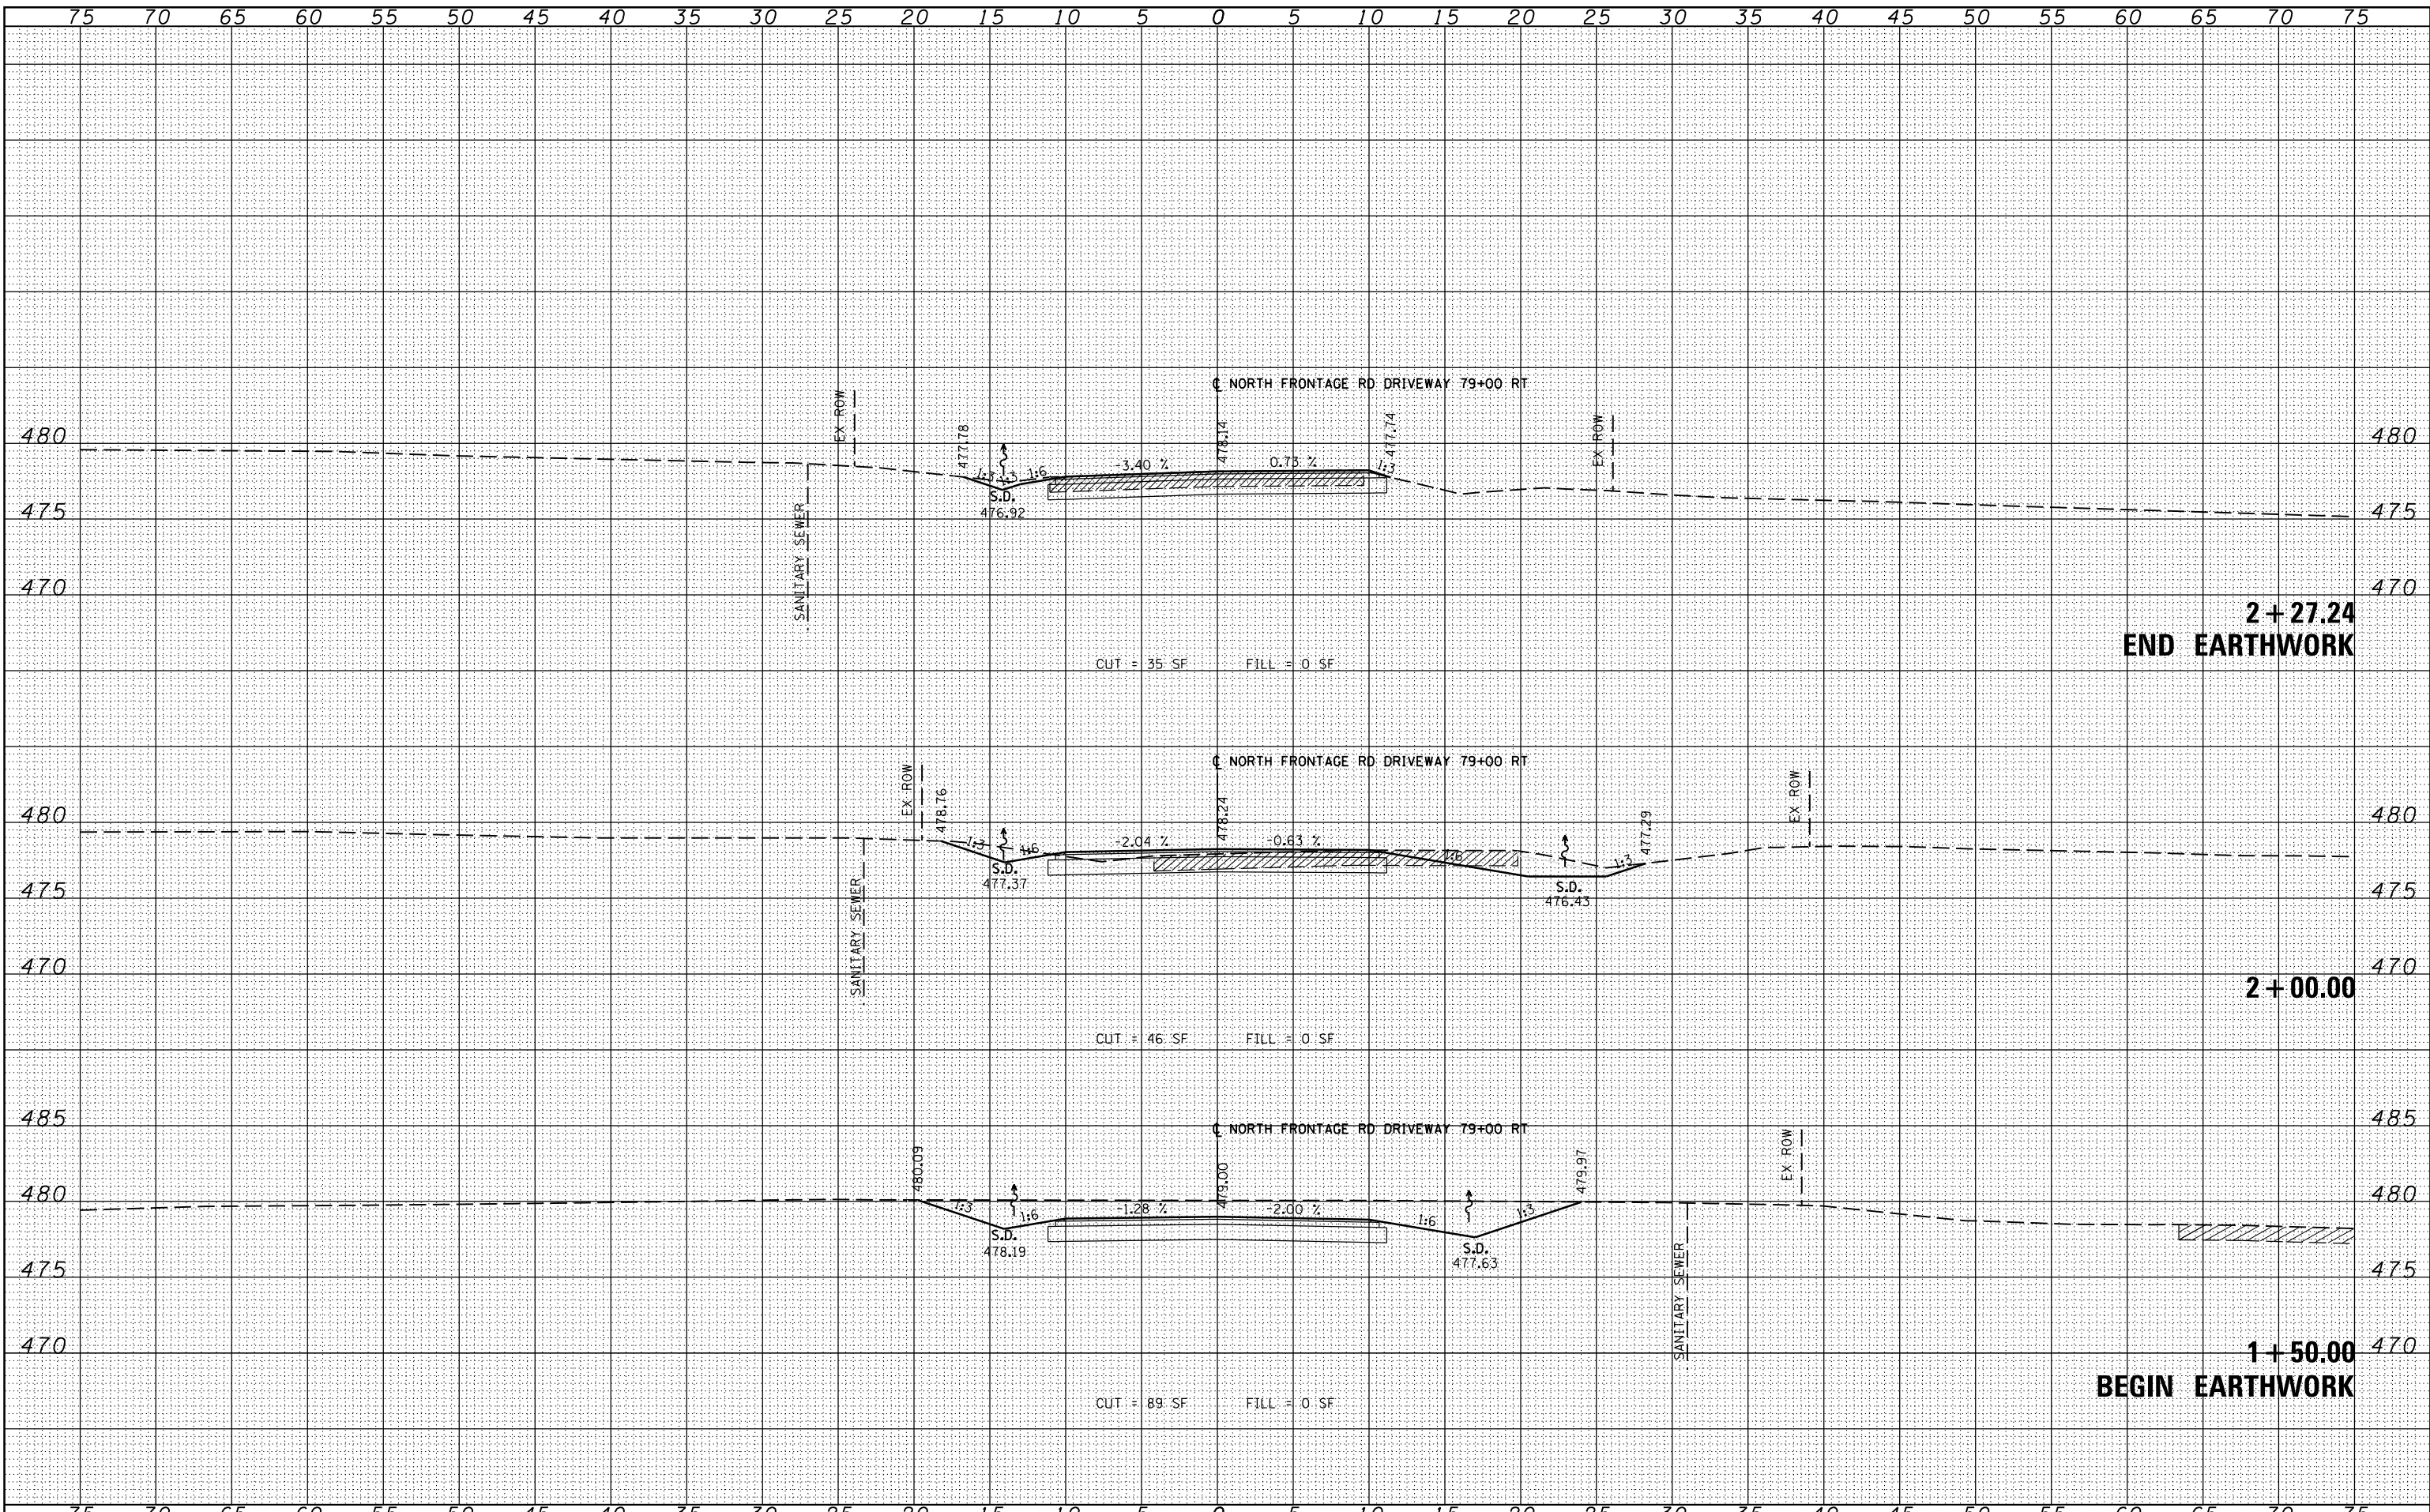 75 70 65 60 55 50 45 40 35 30 25 20 15 10 5 0 5 10 15 20 25 30 35 40 45 50 55 60 65 70 75
℄ NORTH FRONTAGE RD DRIVEWAY 79+00 RT
EX ROW
EX ROW
477.78
478.14
477.74
480
480
1:3
1:3
1:6
-3.40 %
0.73 %
1:3
S.D.
476.92
SANITARY SEWER
475
475
470
470
2+27.24
END EARTHWORK
CUT = 35 SF FILL = 0 SF
℄ NORTH FRONTAGE RD DRIVEWAY 79+00 RT
EX ROW
EX ROW
478.76
478.24
477.29
480
480
1:3
1:6
-2.04 %
-0.63 %
1:6
1:3
S.D.
477.37
S.D.
476.43
SANITARY SEWER
475
475
470
470
2+00.00
CUT = 46 SF FILL = 0 SF
485
485
℄ NORTH FRONTAGE RD DRIVEWAY 79+00 RT
EX ROW
480.09
479.00
479.97
480
480
1:3
1:6
-1.28 %
-2.00 %
1:6
1:3
S.D.
478.19
S.D.
477.63
SANITARY SEWER
475
475
470
470
1+50.00
BEGIN EARTHWORK
CUT = 89 SF FILL = 0 SF
75 70 65 60 55 50 45 40 35 30 25 20 15 10 5 0 5 10 15 20 25 30 35 40 45 50 55 60 65 70 75